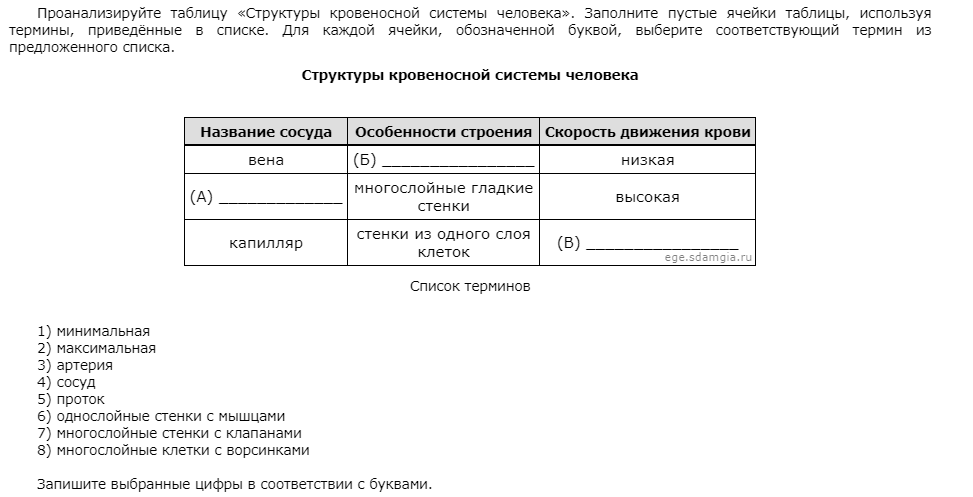 Проанализируйте таблицу «Структуры кровеносной системы человека». Заполните пустые ячейки таблицы, используя
термины, приведённые в списке. Для каждой ячейки, обозначенной буквой, выберите соответствующий термин из
предложенного списка.
Структуры кровеносной системы человека
Название сосуда Особенности строения Скорость движения крови
вена (Б) ________________ низкая
(А) _____________ многослойные гладкие стенки высокая
капилляр стенки из одного слоя клеток (В) ________________
ege.sdamgia.ru
Список терминов
1) минимальная
2) максимальная
3) артерия
4) сосуд
5) проток
6) однослойные стенки с мышцами
7) многослойные стенки с клапанами
8) многослойные клетки с ворсинками
Запишите выбранные цифры в соответствии с буквами.